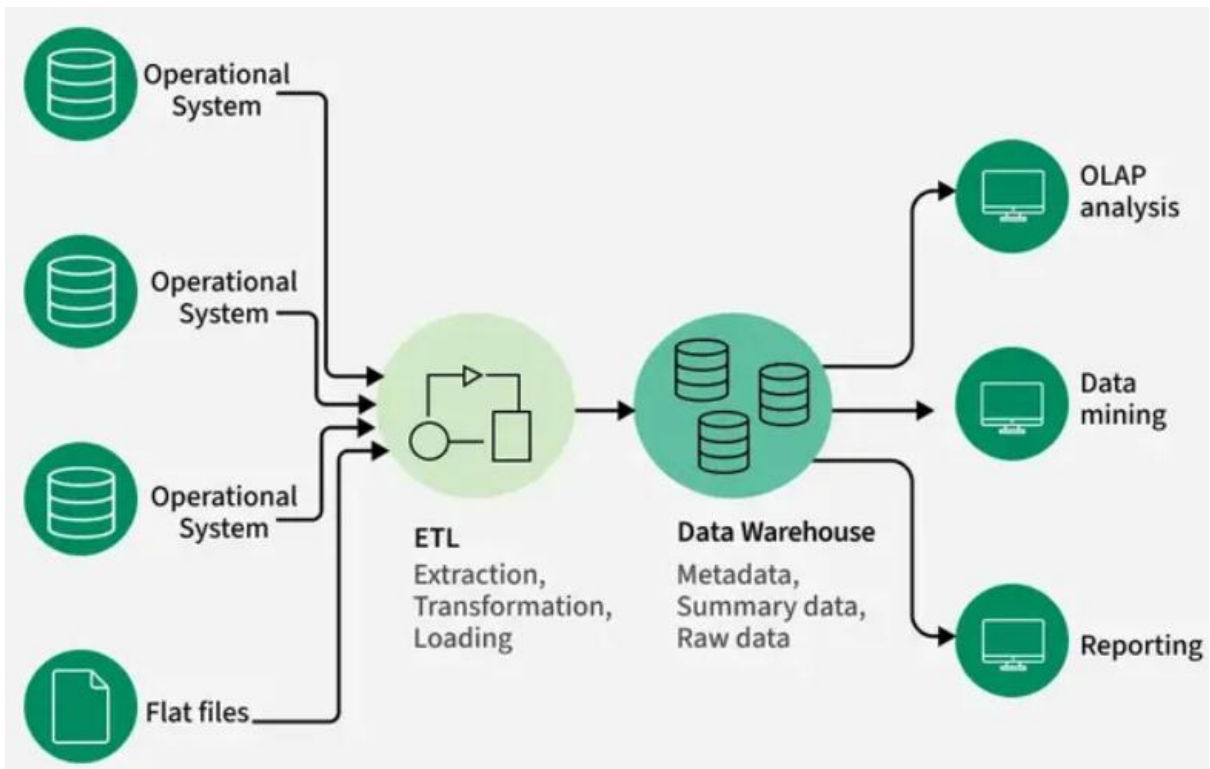 Operational
System
Operational
System
Operational
System
Flat files
ETL
Extraction,
Transformation,
Loading
Data Warehouse
Metadata,
Summary data,
Raw data
OLAP
analysis
Data
mining
Reporting